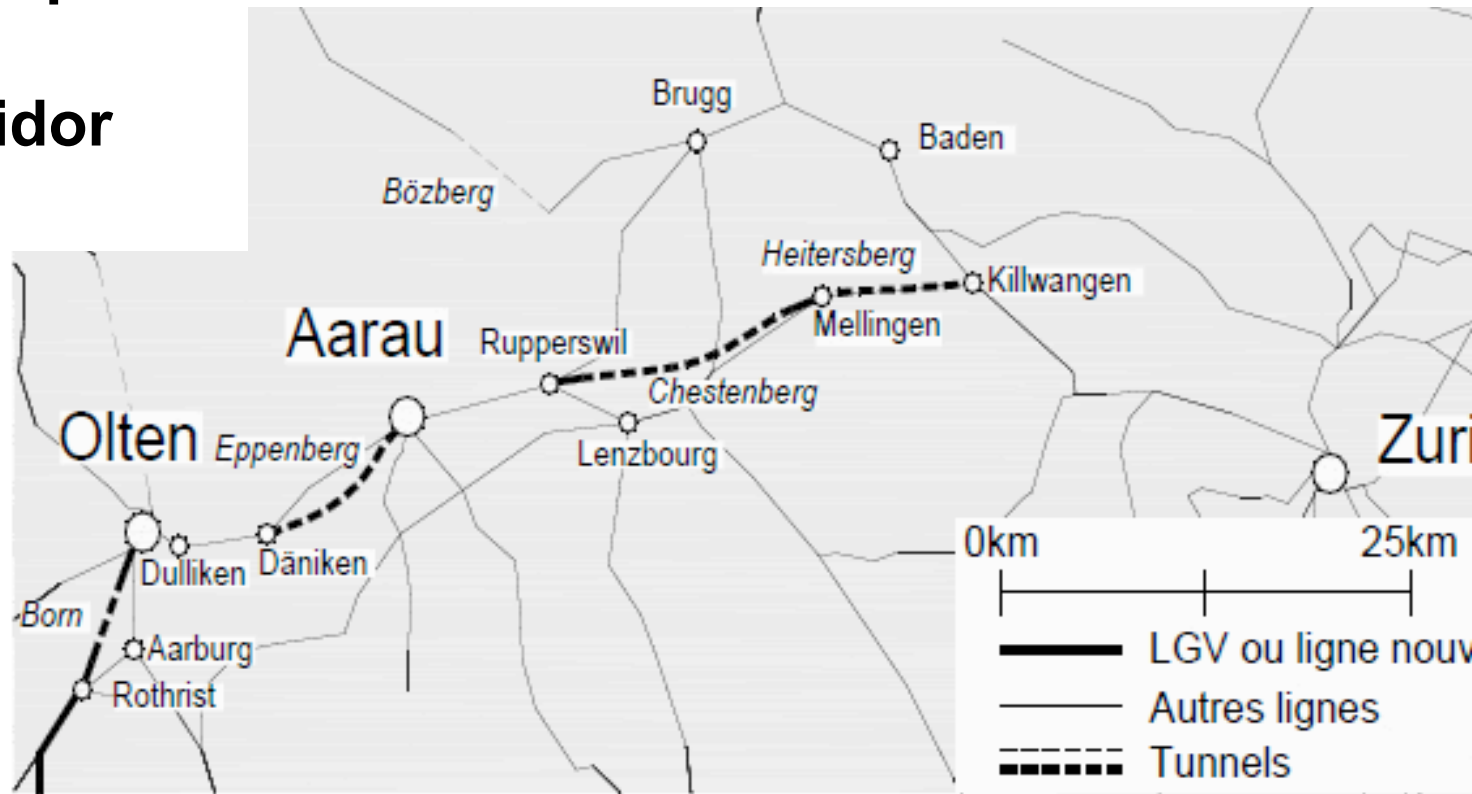 idor
Brugg
Baden
Bözberg
Heitersberg
Killwangen
Mellingen
Aarau
Rupperswil
Chestenberg
Olten
Eppenberg
Lenzbourg
Zuri
Dulliken
Däniken
Born
Aarburg
Rothrist
0km 25km
LGV ou ligne nouv
Autres lignes
Tunnels